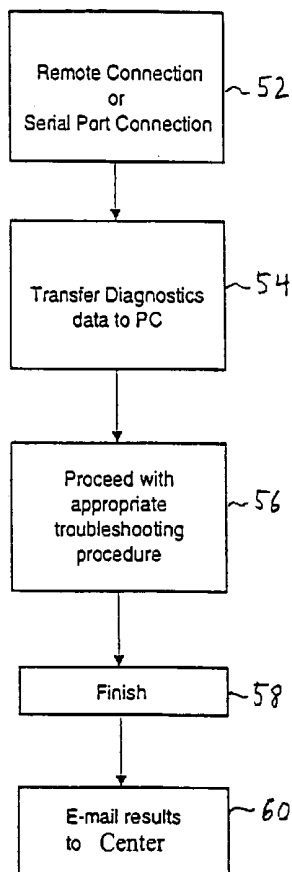 Remote Connection
or
Serial Port Connection
52
Transfer Diagnostics
data to PC
54
Proceed with
appropriate
troubleshooting
procedure
56
Finish
58
E-mail results
to Center
60